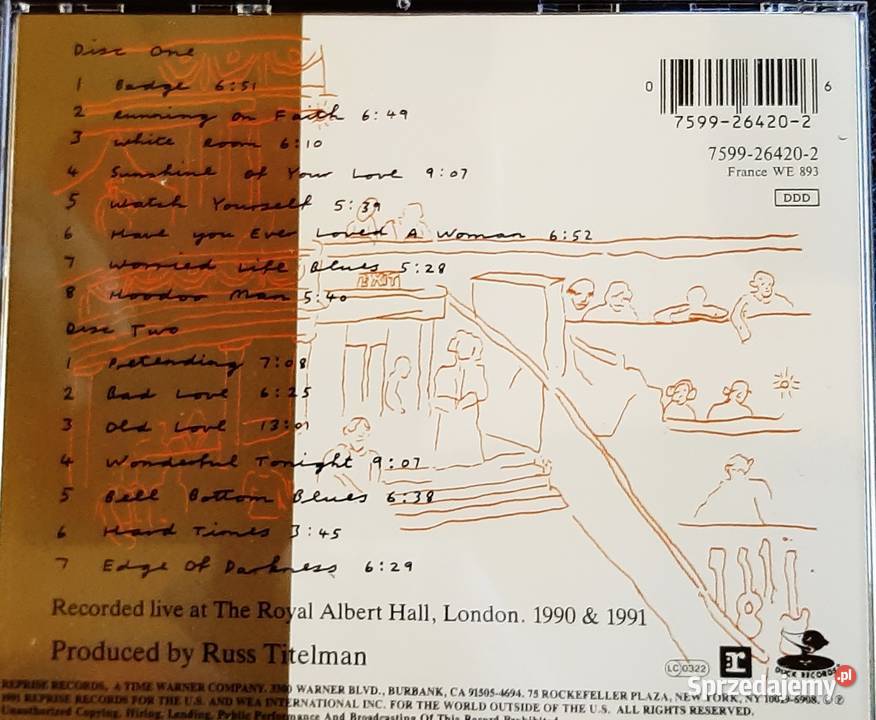 Disc One
1 Badge 6:51
2 Running on Faith 6:49
3 White Room 6:10
4 Sunshine of Your Love 9:07
5 Watch Yourself 5:39
6 Have you Ever Loved A Woman 6:52
7 Worried Life Blues 5:28
8 Hoodoo Man 5:40
Disc Two
1 Pretending 7:08
2 Bad Love 6:25
3 Old Love 13:07
4 Wonderful Tonight 9:07
5 Bell Bottom Blues 6:38
6 Hard Times 3:45
7 Edge Of Darkness 6:29
Recorded live at The Royal Albert Hall, London. 1990 & 1991
Produced by Russ Titelman
0 7599-26420-2 6
7599-26420-2
France WE 893
DDD
EXIT
LC 0322
r
DUCK RECORDS
REPRISE RECORDS, A TIME WARNER COMPANY. 3300 WARNER BLVD., BURBANK, CA 91505-4694. 75 ROCKEFELLER PLAZA, NEW YORK, NY 10019-6908. Ⓒ Ⓟ
1991 REPRISE RECORDS FOR THE U.S. AND WEA INTERNATIONAL INC. FOR THE WORLD OUTSIDE OF THE U.S. ALL RIGHTS RESERVED.
Unauthorized Copying, Hiring, Lending, Public Performance And Broadcasting Of This Record Prohibited
Sprzedajemy.pl